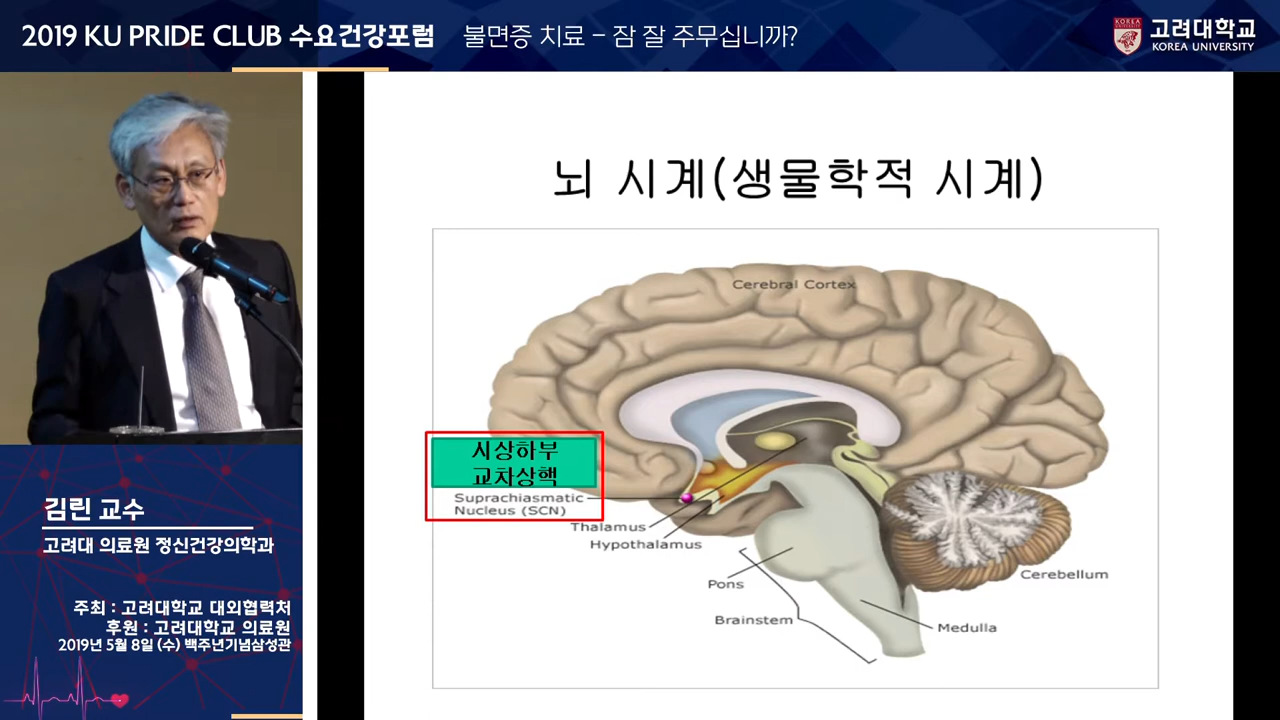 2019 KU PRIDE CLUB 수요건강포럼 불면증 치료 – 잠 잘 주무십니까?
KOREA
UNIVERSITY
고려대학교
KOREA UNIVERSITY
뇌 시계(생물학적 시계)
Cerebral Cortex
시상하부
교차상핵
Suprachiasmatic
Nucleus (SCN)
Thalamus
Hypothalamus
Pons
Brainstem
Cerebellum
Medulla
김린 교수
고려대 의료원 정신건강의학과
주최 : 고려대학교 대외협력처
후원 : 고려대학교 의료원
2019년 5월 8일 (수) 백주년기념삼성관